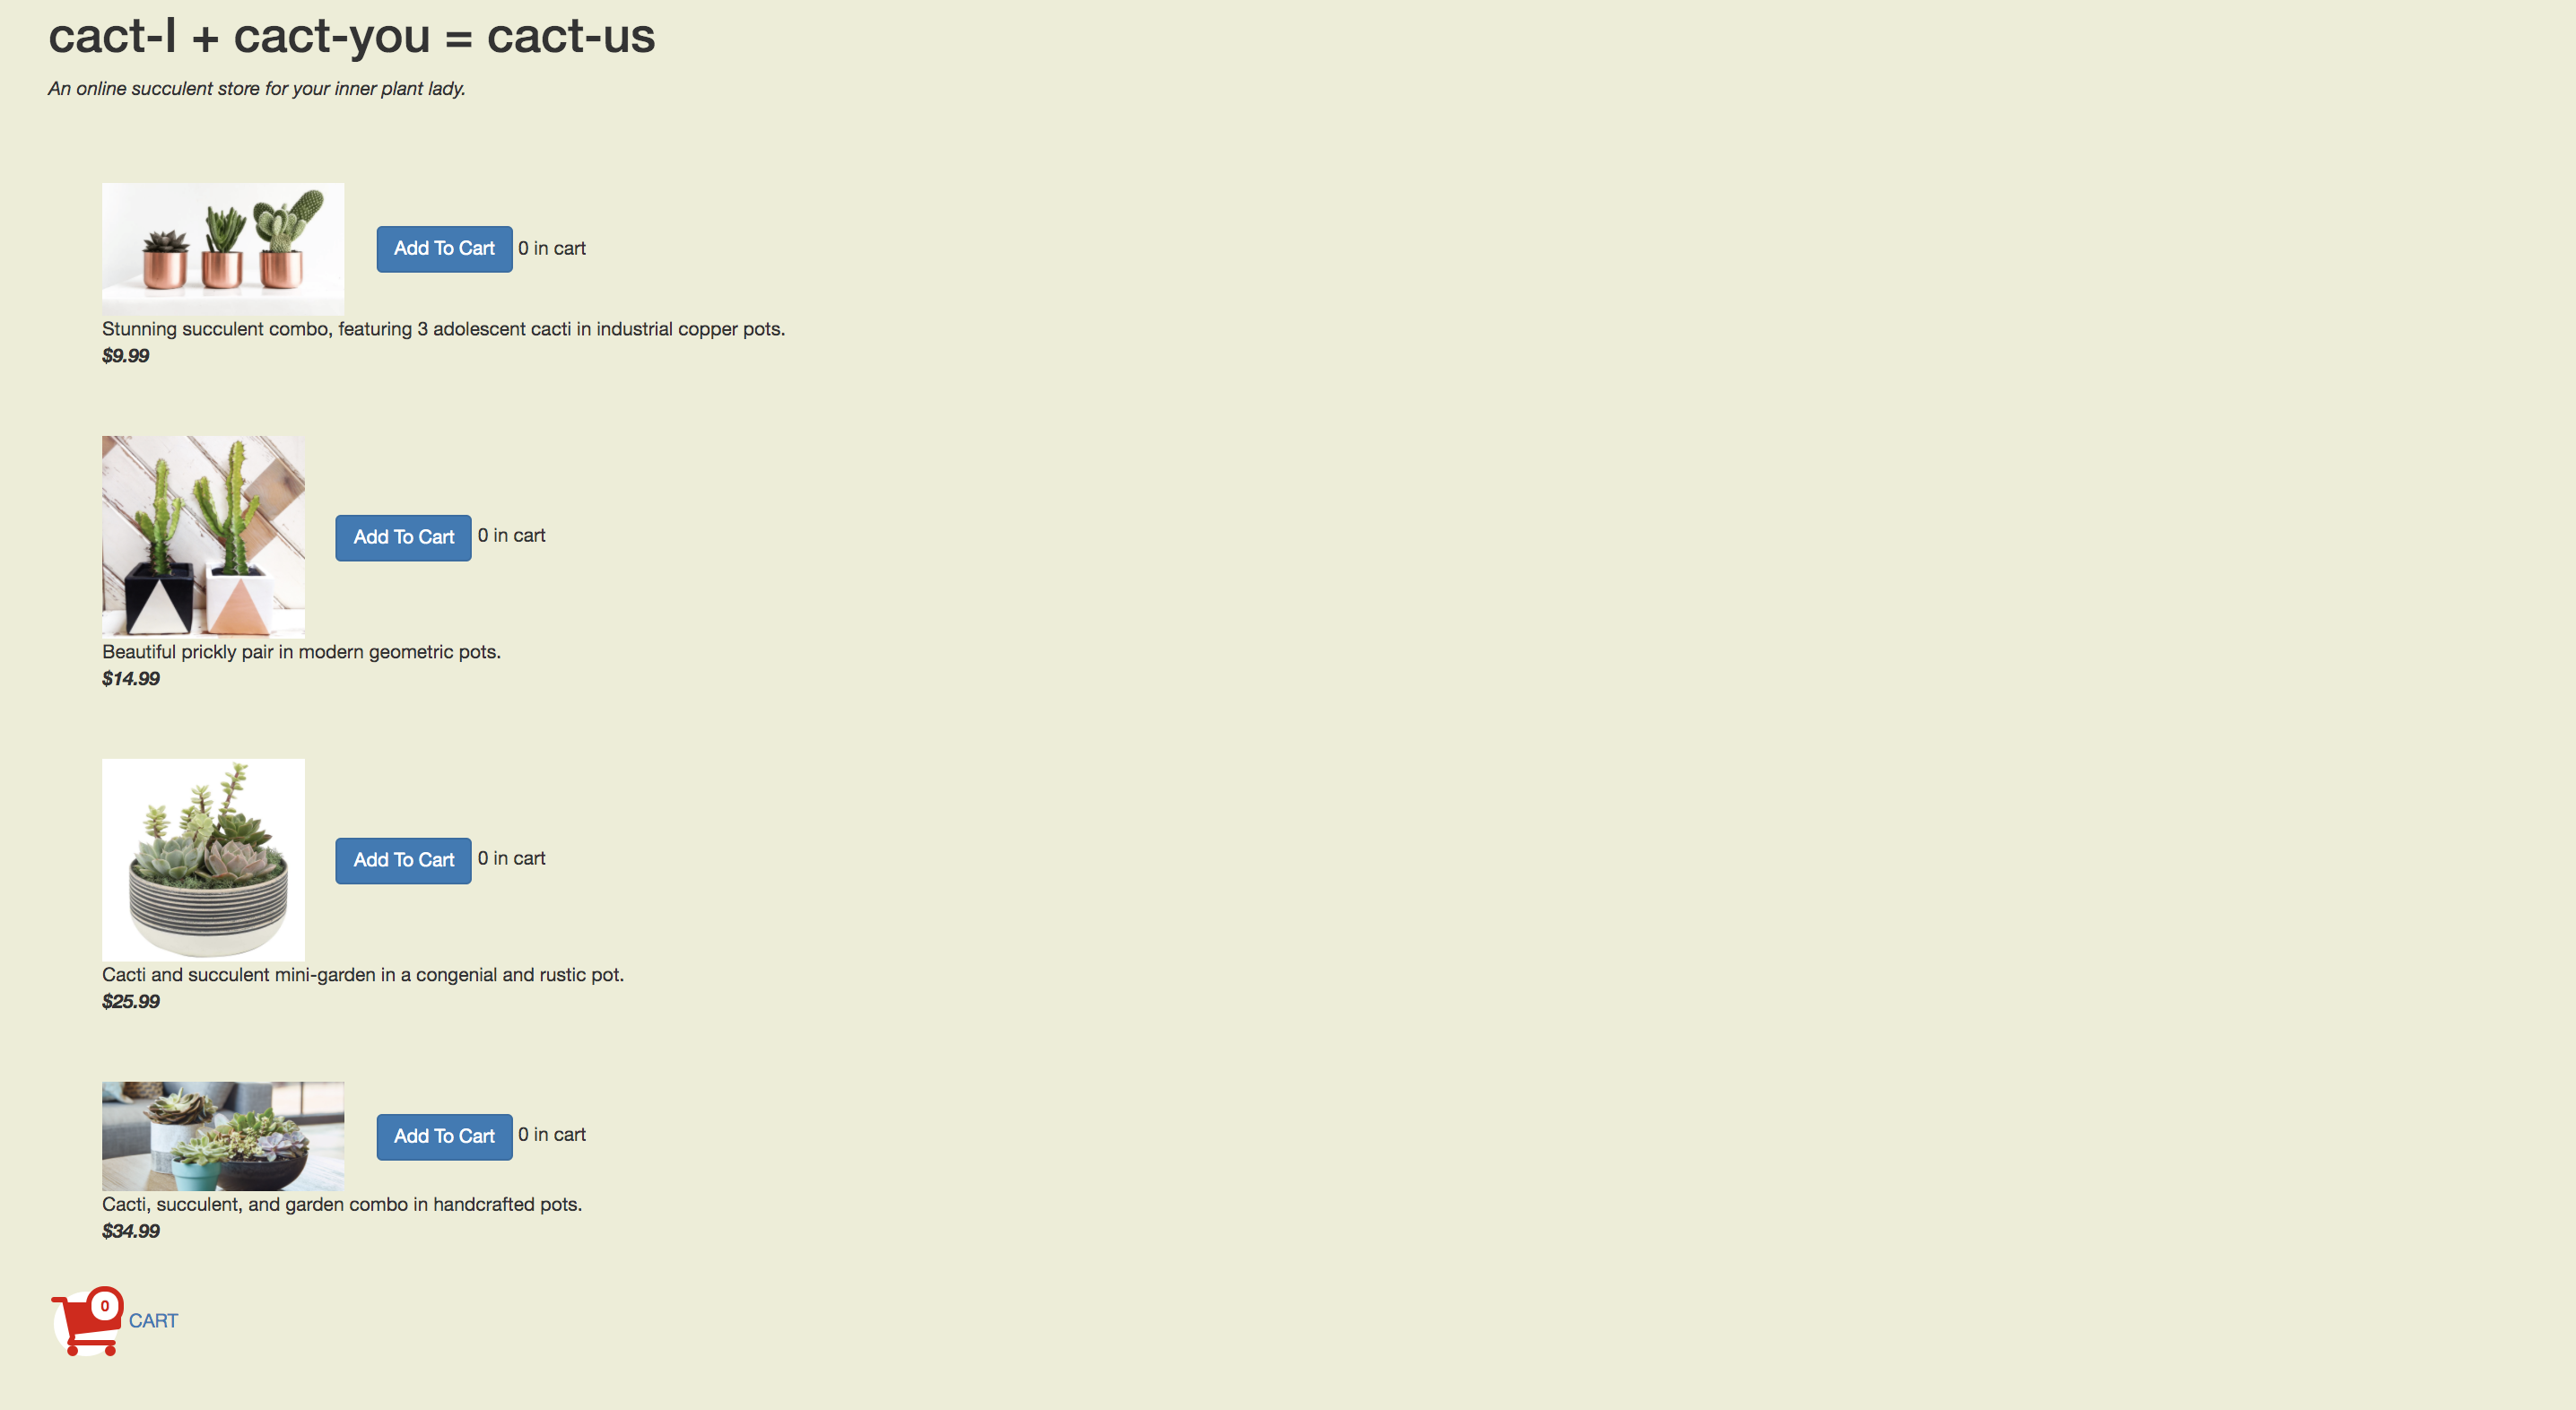 cact-I + cact-you = cact-us
An online succulent store for your inner plant lady.
Add To Cart 0 in cart
Stunning succulent combo, featuring 3 adolescent cacti in industrial copper pots.
$9.99
Add To Cart 0 in cart
Beautiful prickly pair in modern geometric pots.
$14.99
Add To Cart 0 in cart
Cacti and succulent mini-garden in a congenial and rustic pot.
$25.99
Add To Cart 0 in cart
Cacti, succulent, and garden combo in handcrafted pots.
$34.99
0 CART